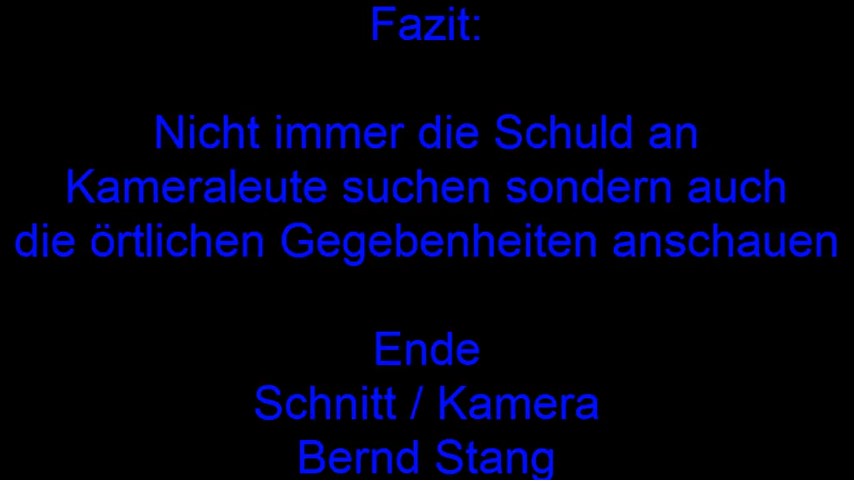 Fazit:
Nicht immer die Schuld an
Kameraleute suchen sondern auch
die örtlichen Gegebenheiten anschauen
Ende
Schnitt / Kamera
Bernd Stang